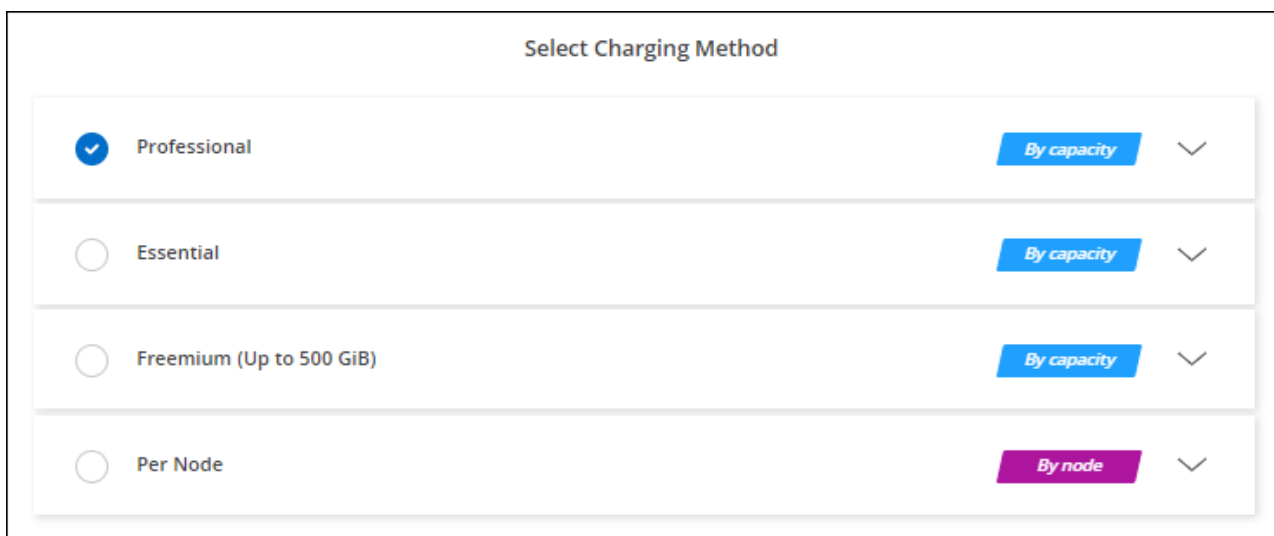 Select Charging Method
Professional By capacity
Essential By capacity
Freemium (Up to 500 GiB) By capacity
Per Node By node